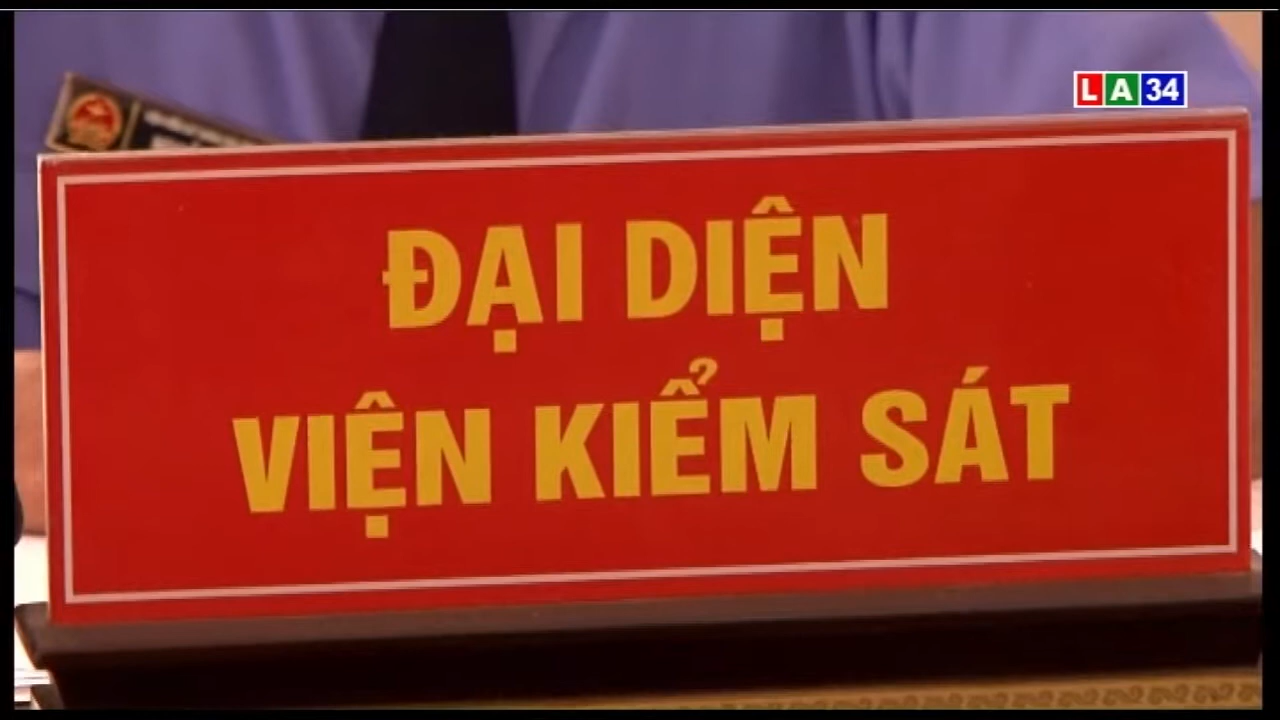 LA34
ĐẠI DIỆN
VIỆN KIỂM SÁT